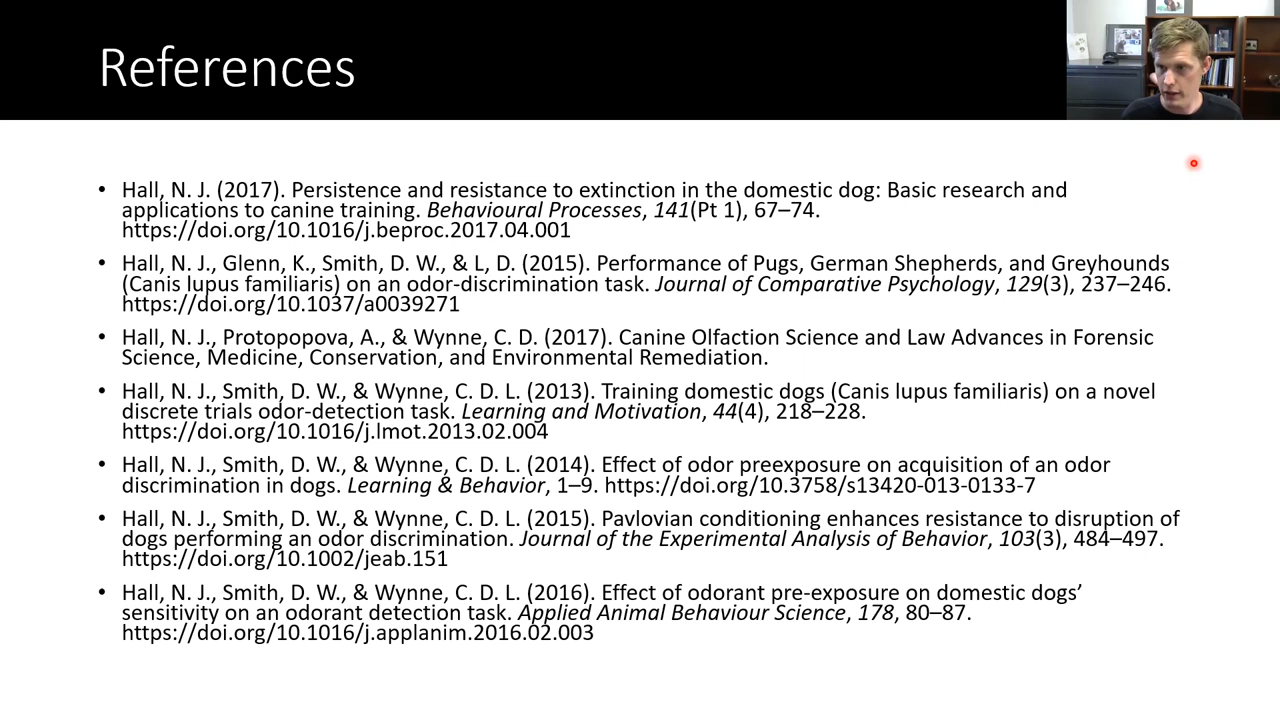 References
• Hall, N. J. (2017). Persistence and resistance to extinction in the domestic dog: Basic research and
applications to canine training. Behavioural Processes, 141(Pt 1), 67–74.
https://doi.org/10.1016/j.beproc.2017.04.001
• Hall, N. J., Glenn, K., Smith, D. W., & L, D. (2015). Performance of Pugs, German Shepherds, and Greyhounds
(Canis lupus familiaris) on an odor-discrimination task. Journal of Comparative Psychology, 129(3), 237–246.
https://doi.org/10.1037/a0039271
• Hall, N. J., Protopopova, A., & Wynne, C. D. (2017). Canine Olfaction Science and Law Advances in Forensic
Science, Medicine, Conservation, and Environmental Remediation.
• Hall, N. J., Smith, D. W., & Wynne, C. D. L. (2013). Training domestic dogs (Canis lupus familiaris) on a novel
discrete trials odor-detection task. Learning and Motivation, 44(4), 218–228.
https://doi.org/10.1016/j.lmot.2013.02.004
• Hall, N. J., Smith, D. W., & Wynne, C. D. L. (2014). Effect of odor preexposure on acquisition of an odor
discrimination in dogs. Learning & Behavior, 1–9. https://doi.org/10.3758/s13420-013-0133-7
• Hall, N. J., Smith, D. W., & Wynne, C. D. L. (2015). Pavlovian conditioning enhances resistance to disruption of
dogs performing an odor discrimination. Journal of the Experimental Analysis of Behavior, 103(3), 484–497.
https://doi.org/10.1002/jeab.151
• Hall, N. J., Smith, D. W., & Wynne, C. D. L. (2016). Effect of odorant pre-exposure on domestic dogs’
sensitivity on an odorant detection task. Applied Animal Behaviour Science, 178, 80–87.
https://doi.org/10.1016/j.applanim.2016.02.003